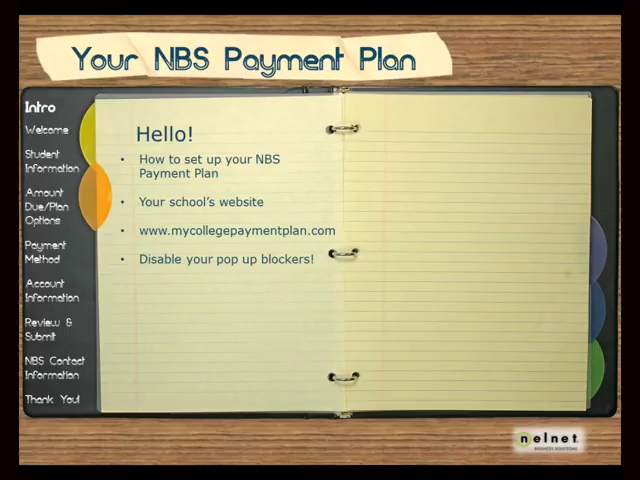 Your NBS Payment Plan
Intro
Welcome
Student
Information
Amount
Due/Plan
Options
Payment
Method
Account
Information
Review &
Submit
NBS Contact
Information
Thank You!
Hello!
• How to set up your NBS
Payment Plan
• Your school's website
• www.mycollegepaymentplan.com
• Disable your pop up blockers!
nelnet
BUSINESS SOLUTIONS